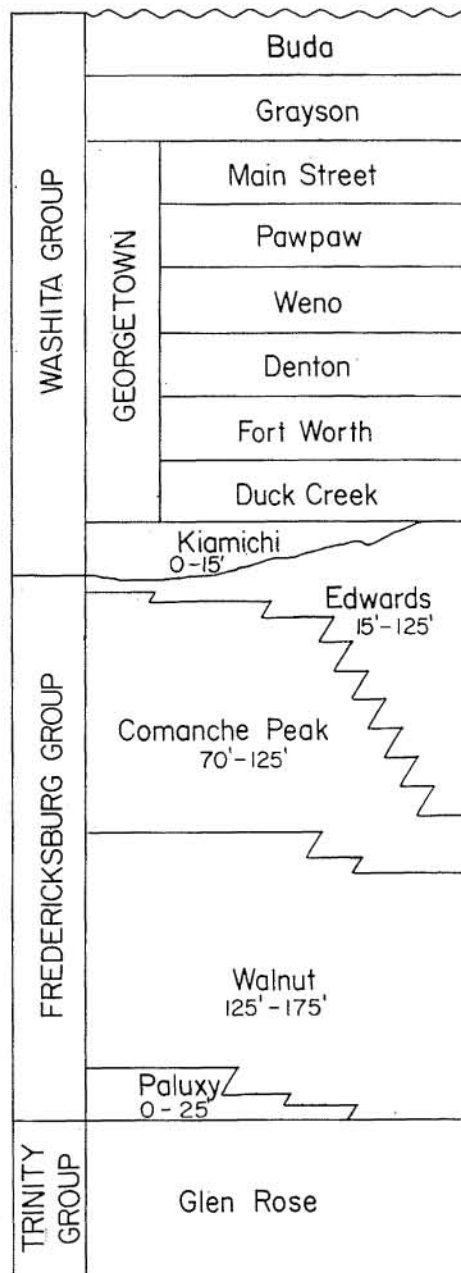 WASHITA GROUP
Buda
Grayson
GEORGETOWN
Main Street
Pawpaw
Weno
Denton
Fort Worth
Duck Creek
Kiamichi
0-15'
FREDERICKSBURG GROUP
Edwards
15'-125'
Comanche Peak
70'-125'
Walnut
125'-175'
Paluxy
0-25'
TRINITY
GROUP
Glen Rose